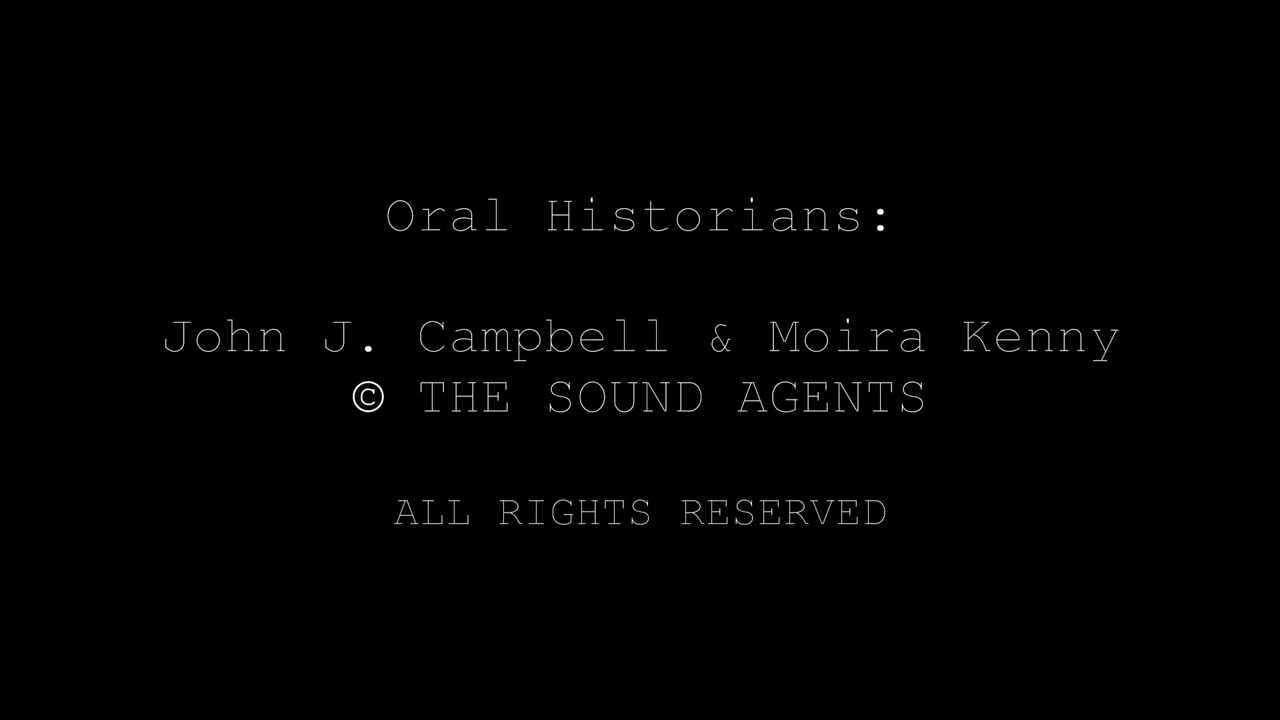 Oral Historians:
John J. Campbell & Moira Kenny
© THE SOUND AGENTS
ALL RIGHTS RESERVED